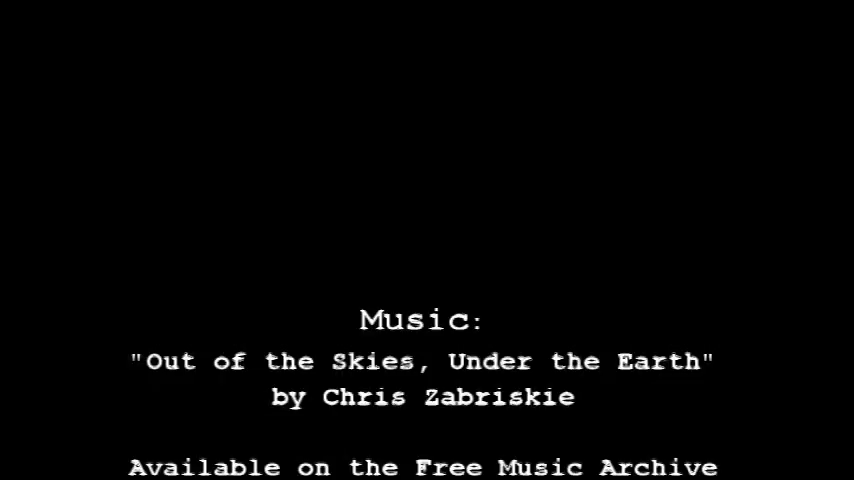 Music:
"Out of the Skies, Under the Earth"
by Chris Zabriskie
Available on the Free Music Archive